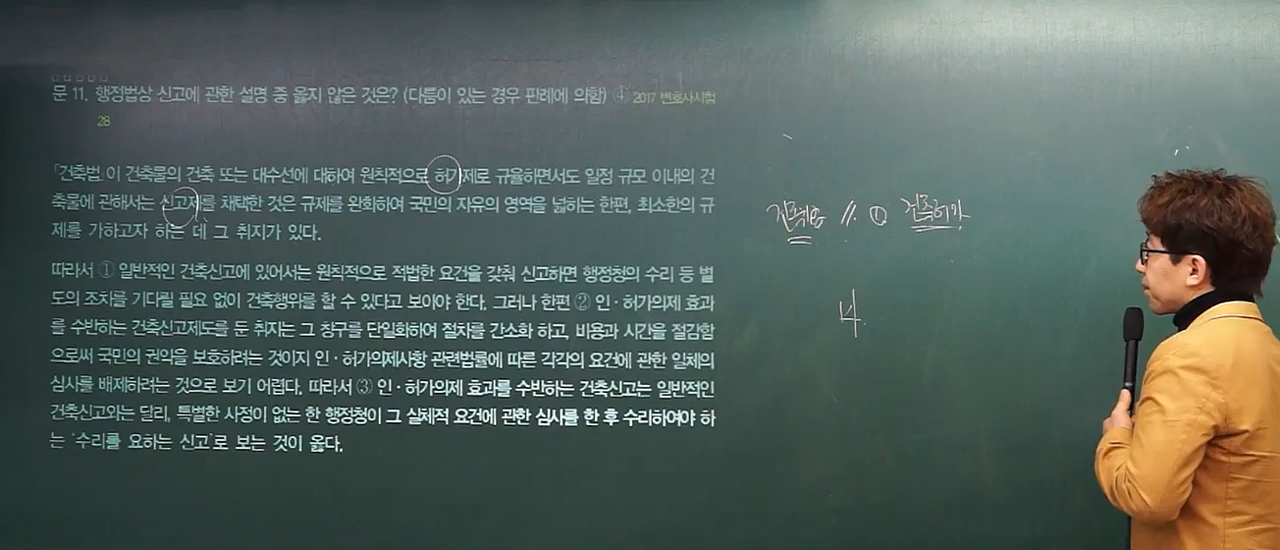 문 11. 행정법상 신고에 관한 설명 중 옳지 않은 것은? (다툼이 있는 경우 판례에 의함) ④ 2017 변호사시험
28
「건축법」이 건축물의 건축 또는 대수선에 대하여 원칙적으로 허가제로 규율하면서도 일정 규모 이내의 건
축물에 관해서는 신고제를 채택한 것은 규제를 완화하여 국민의 자유의 영역을 넓히는 한편, 최소한의 규
제를 가하고자 하는 데 그 취지가 있다.
따라서 ① 일반적인 건축신고에 있어서는 원칙적으로 적법한 요건을 갖춰 신고하면 행정청의 수리 등 별
도의 조치를 기다릴 필요 없이 건축행위를 할 수 있다고 보아야 한다. 그러나 한편 ② 인·허가의제 효과
를 수반하는 건축신고제도를 둔 취지는 그 창구를 단일화하여 절차를 간소화 하고, 비용과 시간을 절감함
으로써 국민의 권익을 보호하려는 것이지 인·허가의제사항 관련법률에 따른 각각의 요건에 관한 일체의
심사를 배제하려는 것으로 보기 어렵다. 따라서 ③ 인·허가의제 효과를 수반하는 건축신고는 일반적인
건축신고와는 달리, 특별한 사정이 없는 한 행정청이 그 실체적 요건에 관한 심사를 한 후 수리하여야 하
는 '수리를 요하는 신고'로 보는 것이 옳다.
// ① 건축허가